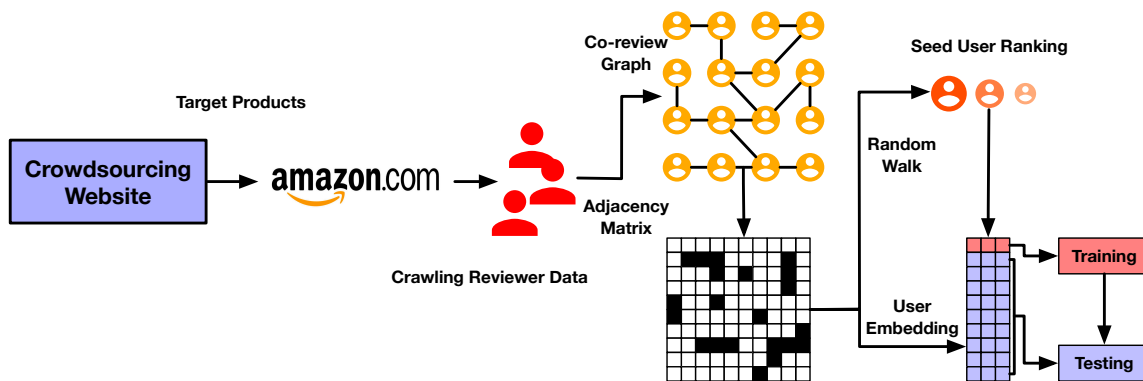 Target Products
Crowdsourcing
Website
amazon.com
Crawling Reviewer Data
Co-review
Graph
Adjacency
Matrix
Seed User Ranking
Random
Walk
User
Embedding
Training
Testing